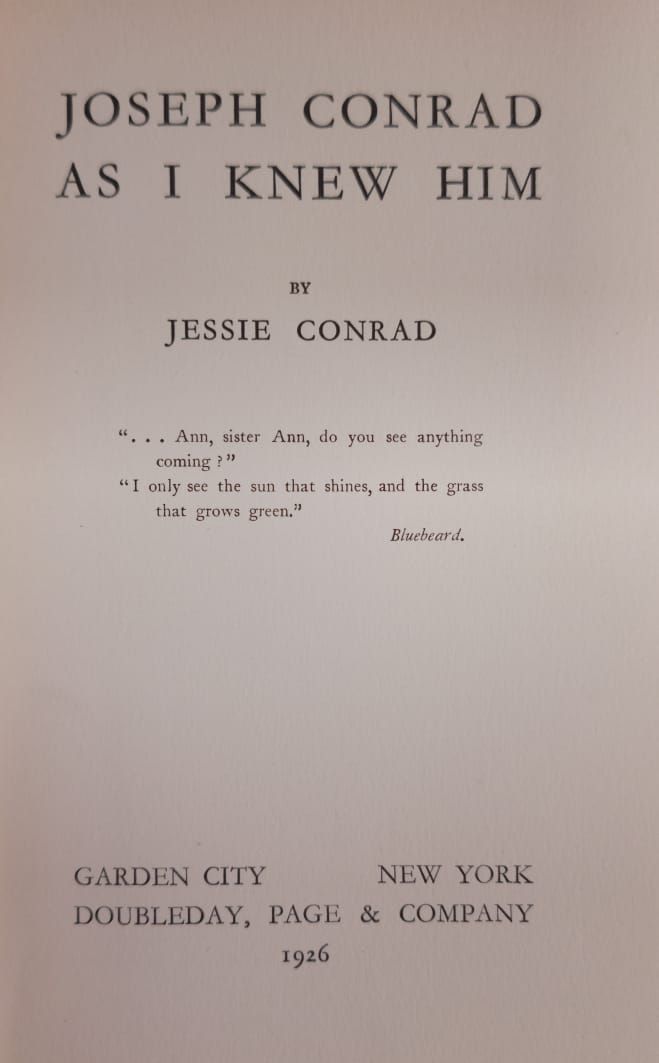 JOSEPH CONRAD
AS I KNEW HIM
BY
JESSIE CONRAD
“. . . Ann, sister Ann, do you see anything
coming ?”
“I only see the sun that shines, and the grass
that grows green.”
Bluebeard.
GARDEN CITY NEW YORK
DOUBLEDAY, PAGE & COMPANY
1926